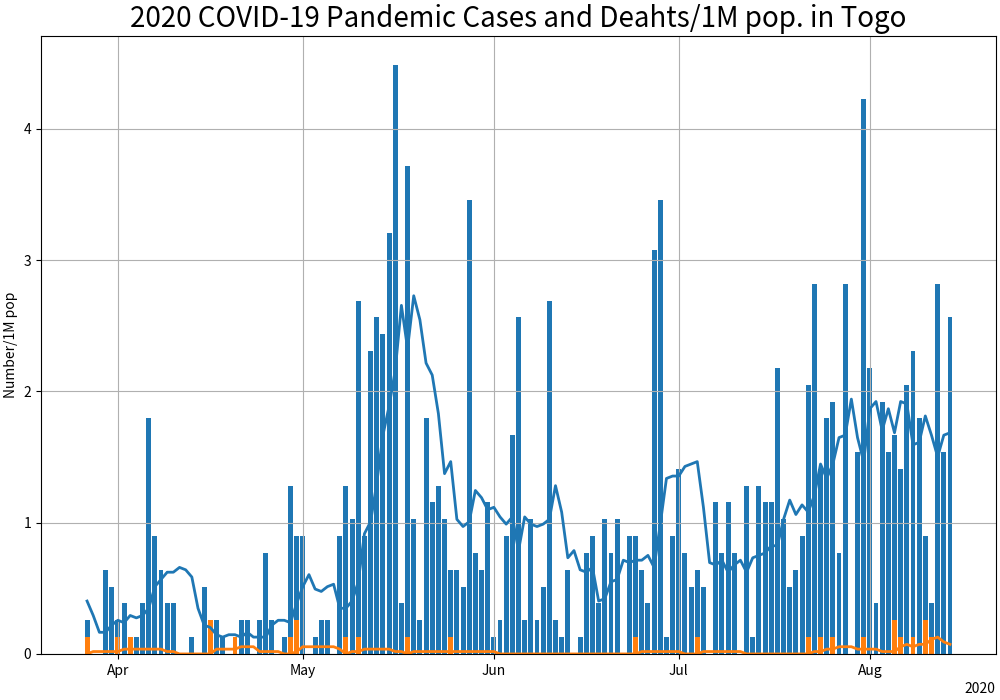 2020 COVID-19 Pandemic Cases and Deahts/1M pop. in Togo
Number/1M pop
4
3
2
1
0
Apr
May
Jun
Jul
Aug
2020